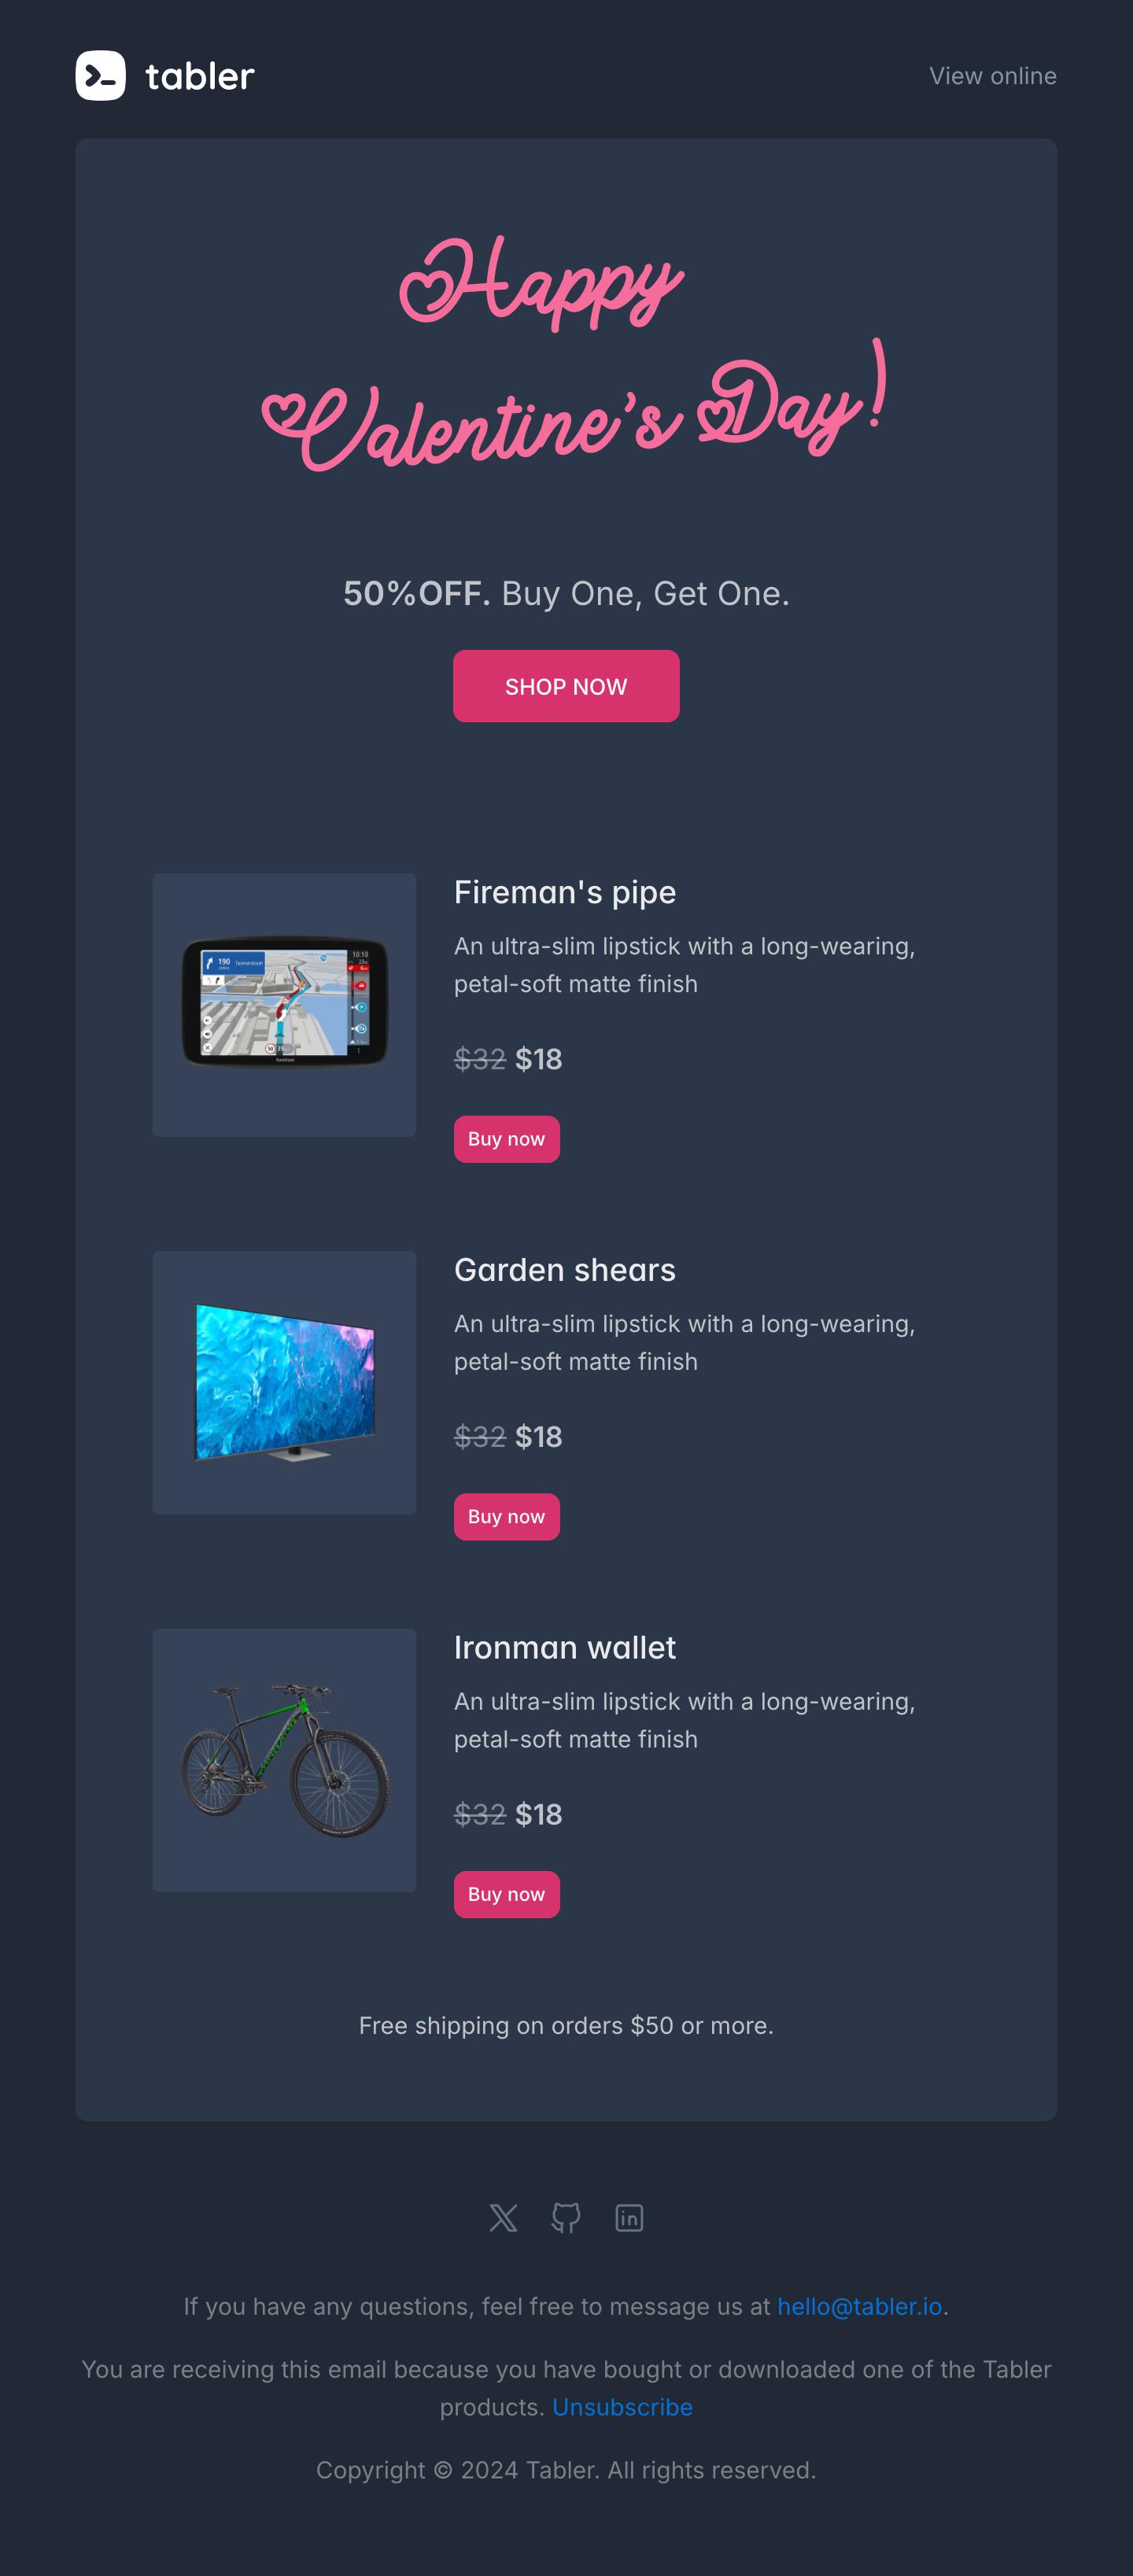 tabler
View online
Happy
Valentine's Day!
50%OFF. Buy One, Get One.
SHOP NOW
190
10:10
Fireman's pipe
An ultra-slim lipstick with a long-wearing,
petal-soft matte finish
$32 $18
Buy now
Garden shears
An ultra-slim lipstick with a long-wearing,
petal-soft matte finish
$32 $18
Buy now
Ironman wallet
An ultra-slim lipstick with a long-wearing,
petal-soft matte finish
$32 $18
Buy now
Free shipping on orders $50 or more.
If you have any questions, feel free to message us at hello@tabler.io.
You are receiving this email because you have bought or downloaded one of the Tabler
products. Unsubscribe
Copyright © 2024 Tabler. All rights reserved.